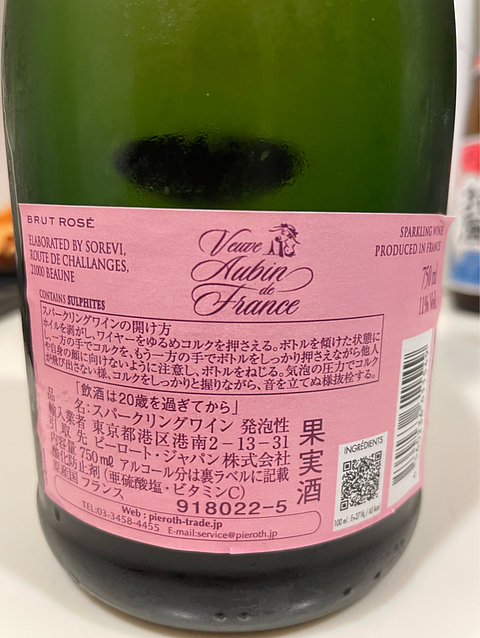 BRUT ROSÉ
ELABORATED BY SOREVI,
ROUTE DE CHALLANGES,
21000 BEAUNE
Veuve
Aubin
de
France
SPARKLING WINE
PRODUCED IN FRANCE
750 ml
11% Vol.
CONTAINS SULPHITES
スパークリングワインの開け方
ホイルを剥がし、ワイヤーをゆるめコルクを押さえる。ボトルを傾けた状態に
し、一方の手でコルクを、もう一方の手でボトルをしっかり押さえながら他人
や自身の顔に向けないように注意し、ボトルをねじる。気泡の圧力でコルク
が飛び出さない様、コルクをしっかりと握りながら、音を立てぬ様抜栓する。
「飲酒は20歳を過ぎてから」
品名:スパークリングワイン 発泡性
輸入業者 東京都港区港南2-13-31
引取先 ピーロート・ジャパン株式会社
内容量750ml アルコール分は裏ラベルに記載
酸化防止剤(亜硫酸塩・ビタミンC)
原産国 フランス
918022-5
果実酒
Web : pieroth-trade.jp
TEL:03-3458-4455 E-mail:service@pieroth.jp
INGRÉDIENTS
100 ml : E=271kj / 65 kcal